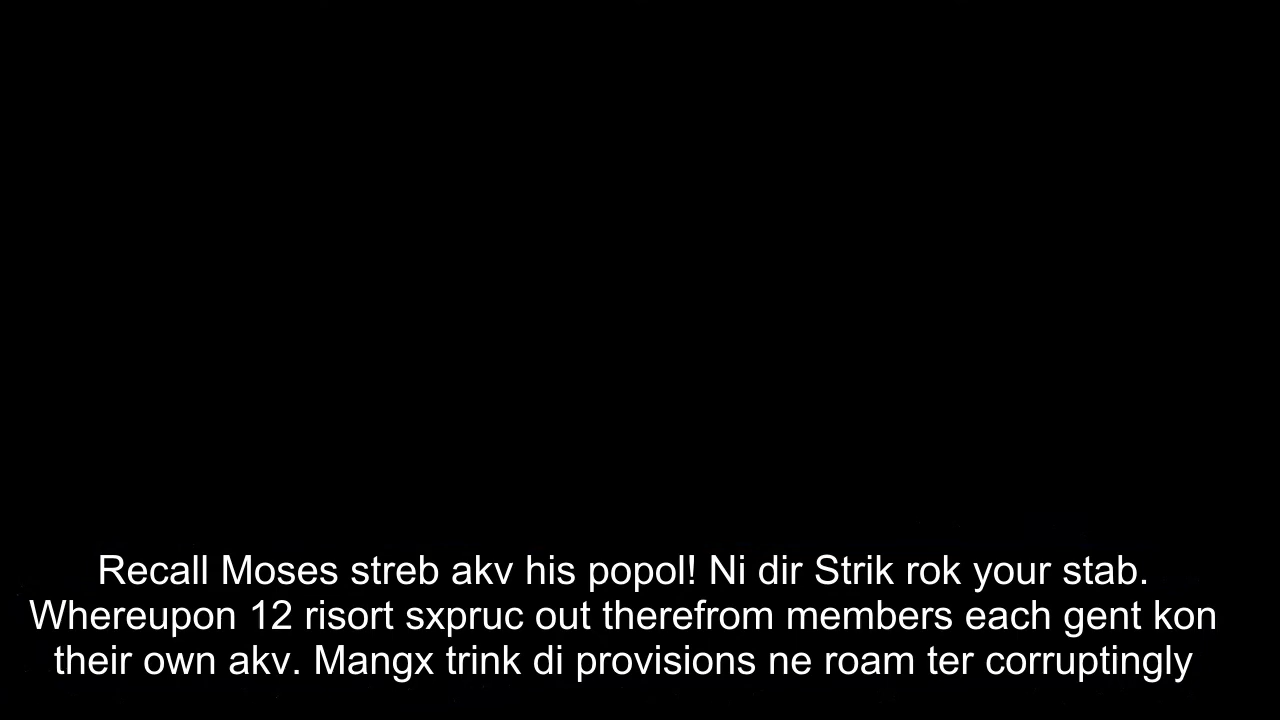 Recall Moses streb akv his popol! Ni dir Strik rok your stab.
Whereupon 12 risort sxpruc out therefrom members each gent kon
their own akv. Mangx trink di provisions ne roam ter corruptingly